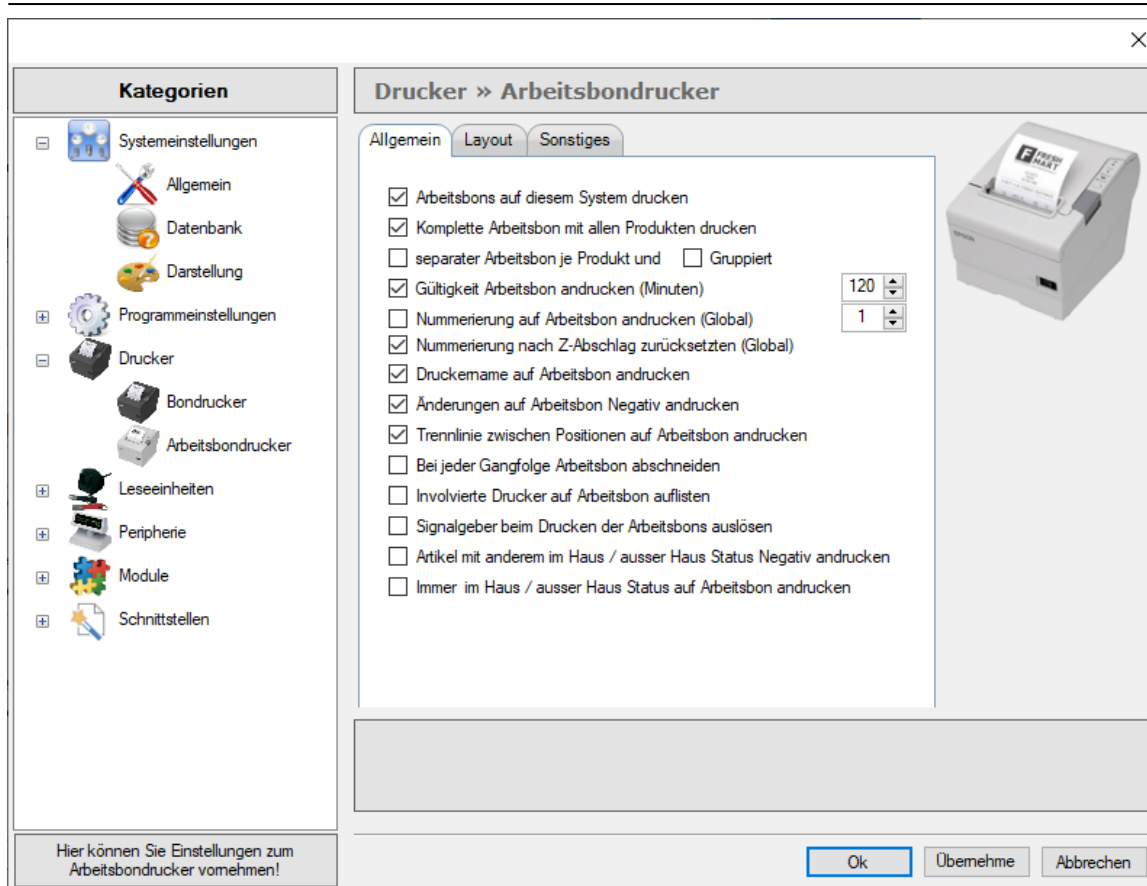 Kategorien
Systemeinstellungen
Allgemein
Datenbank
Darstellung
Programmeinstellungen
Drucker
Bondrucker
Arbeitsbondrucker
Leseeinheiten
Peripherie
Module
Schnittstellen
Hier können Sie Einstellungen zum
Arbeitsbondrucker vornehmen!
Drucker » Arbeitsbondrucker
Allgemein Layout Sonstiges
Arbeitsbons auf diesem System drucken
Komplette Arbeitsbon mit allen Produkten drucken
separater Arbeitsbon je Produkt und Gruppiert
Gültigkeit Arbeitsbon andrucken (Minuten) 120
Nummerierung auf Arbeitsbon andrucken (Global) 1
Nummerierung nach Z-Abschlag zurücksetzten (Global)
Druckername auf Arbeitsbon andrucken
Änderungen auf Arbeitsbon Negativ andrucken
Trennlinie zwischen Positionen auf Arbeitsbon andrucken
Bei jeder Gangfolge Arbeitsbon abschneiden
Involvierte Drucker auf Arbeitsbon auflisten
Signalgeber beim Drucken der Arbeitsbons auslösen
Artikel mit anderem im Haus / ausser Haus Status Negativ andrucken
Immer im Haus / ausser Haus Status auf Arbeitsbon andrucken
F FRESH
MART
EPSON
Ok Übernehme Abbrechen